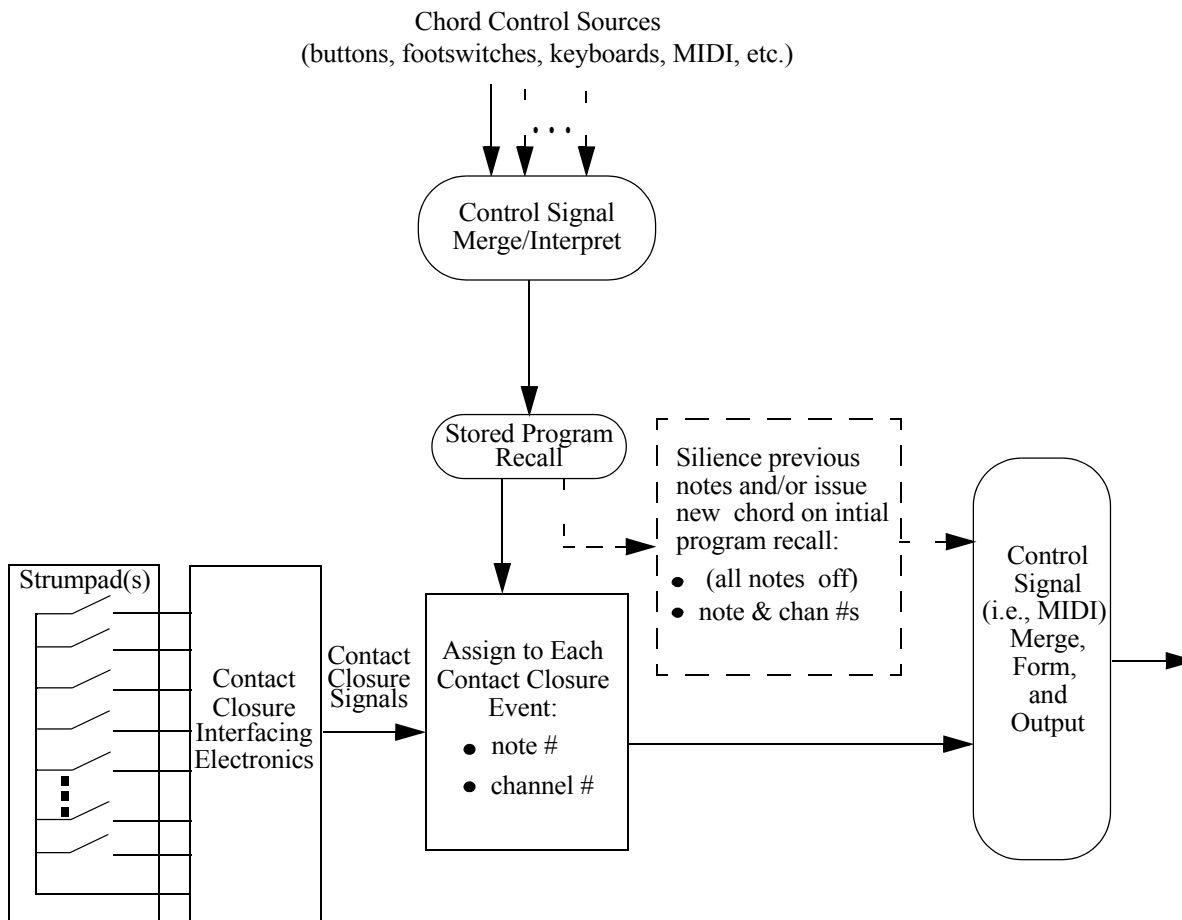 Chord Control Sources
(buttons, footswitches, keyboards, MIDI, etc.)
Control Signal
Merge/Interpret
Stored Program
Recall
Silience previous
notes and/or issue
new chord on intial
program recall:
• (all notes off)
• note & chan #s
Strumpad(s)
Contact
Closure
Interfacing
Electronics
Contact
Closure
Signals
Assign to Each
Contact Closure
Event:
• note #
• channel #
Control
Signal
(i.e., MIDI)
Merge,
Form,
and
Output